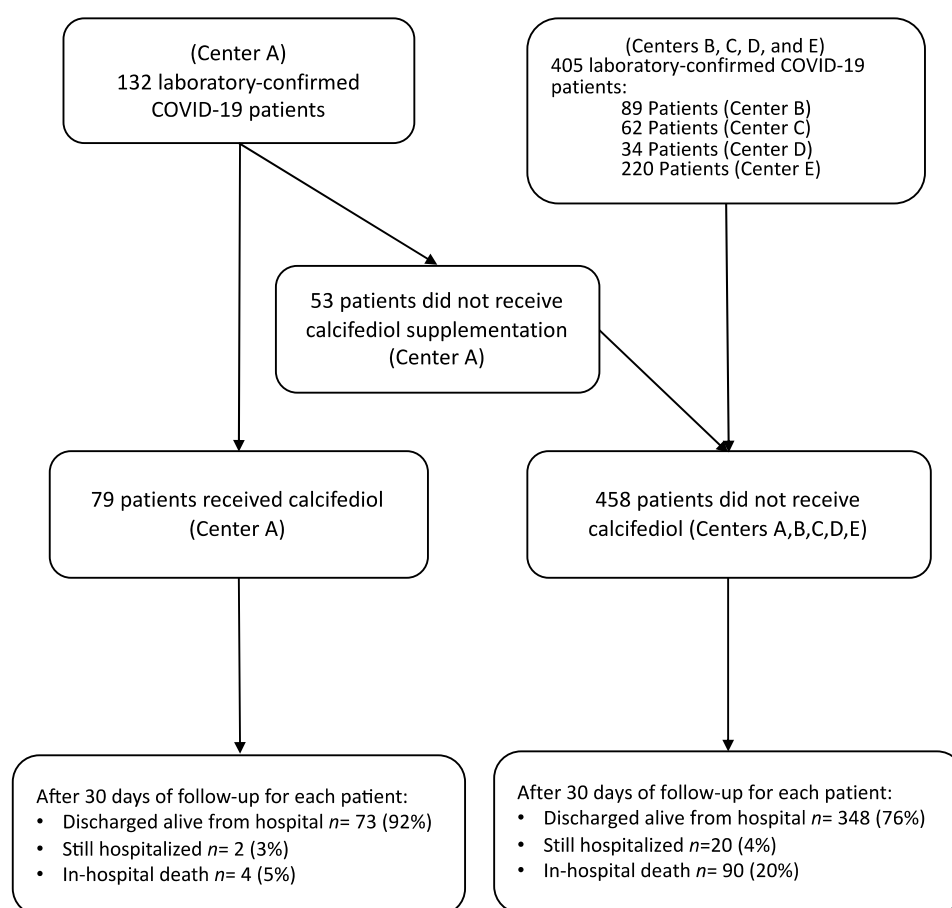 (Center A)
132 laboratory-confirmed
COVID-19 patients
(Centers B, C, D, and E)
405 laboratory-confirmed COVID-19
patients:
89 Patients (Center B)
62 Patients (Center C)
34 Patients (Center D)
220 Patients (Center E)
53 patients did not receive
calcifediol supplementation
(Center A)
79 patients received calcifediol
(Center A)
458 patients did not receive
calcifediol (Centers A,B,C,D,E)
After 30 days of follow-up for each patient:
• Discharged alive from hospital n= 73 (92%)
• Still hospitalized n= 2 (3%)
• In-hospital death n= 4 (5%)
After 30 days of follow-up for each patient:
• Discharged alive from hospital n= 348 (76%)
• Still hospitalized n=20 (4%)
• In-hospital death n= 90 (20%)